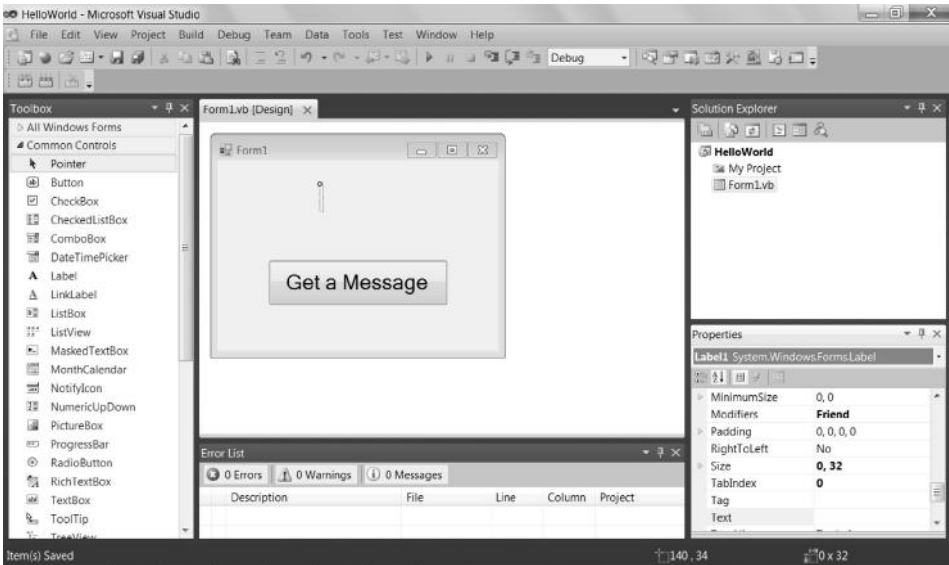 HelloWorld - Microsoft Visual Studio
File Edit View Project Build Debug Team Data Tools Test Window Help
Debug
Toolbox
All Windows Forms
Common Controls
Pointer
Button
CheckBox
CheckedListBox
ComboBox
DateTimePicker
Label
LinkLabel
ListBox
ListView
MaskedTextBox
MonthCalendar
NotifyIcon
NumericUpDown
PictureBox
ProgressBar
RadioButton
RichTextBox
TextBox
ToolTip
TreeView
Form1.vb [Design]
Form1
Get a Message
Error List
0 Errors 0 Warnings 0 Messages
Description File Line Column Project
Solution Explorer
HelloWorld
My Project
Form1.vb
Properties
Label1 System.Windows.Forms.Label
MinimumSize 0, 0
Modifiers Friend
Padding 0, 0, 0, 0
RightToLeft No
Size 0, 32
TabIndex 0
Tag
Text
Item(s) Saved 140 , 34 0 x 32